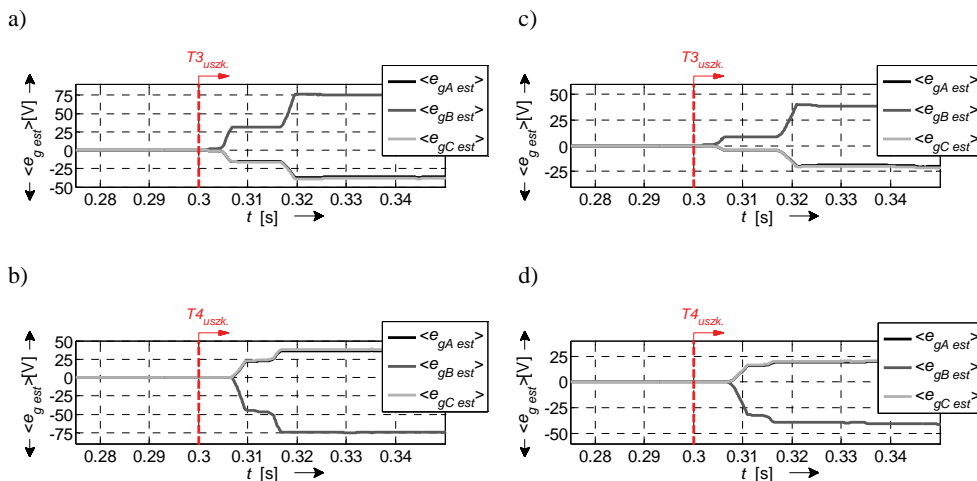 a)
T3uszk.
<eg est>[V]
75
50
25
0
-25
-50
0.28 0.29 0.3 0.31 0.32 0.33 0.34
t [s]
<egA est>
<egB est>
<egC est>
c)
T3uszk.
<eg est>[V]
50
25
0
-25
0.28 0.29 0.3 0.31 0.32 0.33 0.34
t [s]
<egA est>
<egB est>
<egC est>
b)
T4uszk.
<eg est>[V]
50
25
0
-25
-50
-75
0.28 0.29 0.3 0.31 0.32 0.33 0.34
t [s]
<egA est>
<egB est>
<egC est>
d)
T4uszk.
<eg est>[V]
25
0
-25
-50
0.28 0.29 0.3 0.31 0.32 0.33 0.34
t [s]
<egA est>
<egB est>
<egC est>